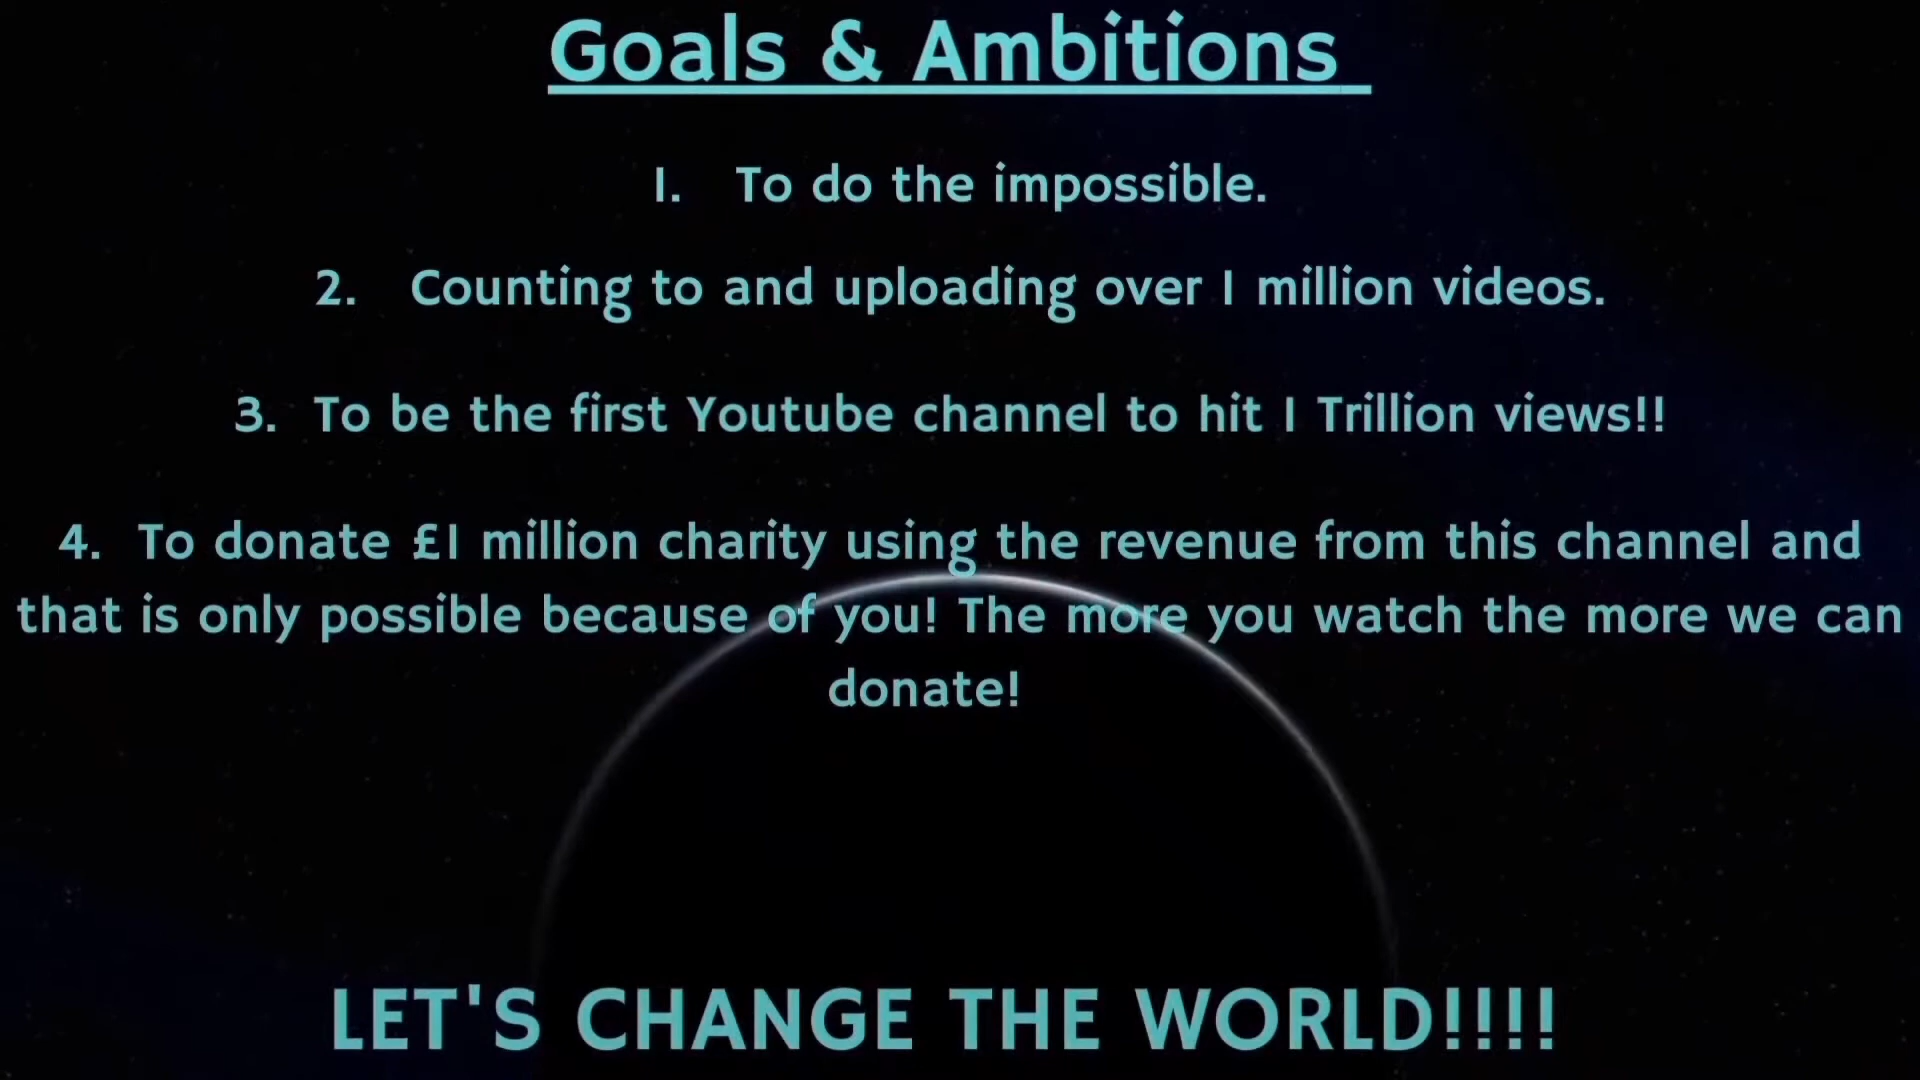 Goals & Ambitions
1. To do the impossible.
2. Counting to and uploading over 1 million videos.
3. To be the first Youtube channel to hit 1 Trillion views!!
4. To donate £1 million charity using the revenue from this channel and
that is only possible because of you! The more you watch the more we can
donate!
LET'S CHANGE THE WORLD!!!!